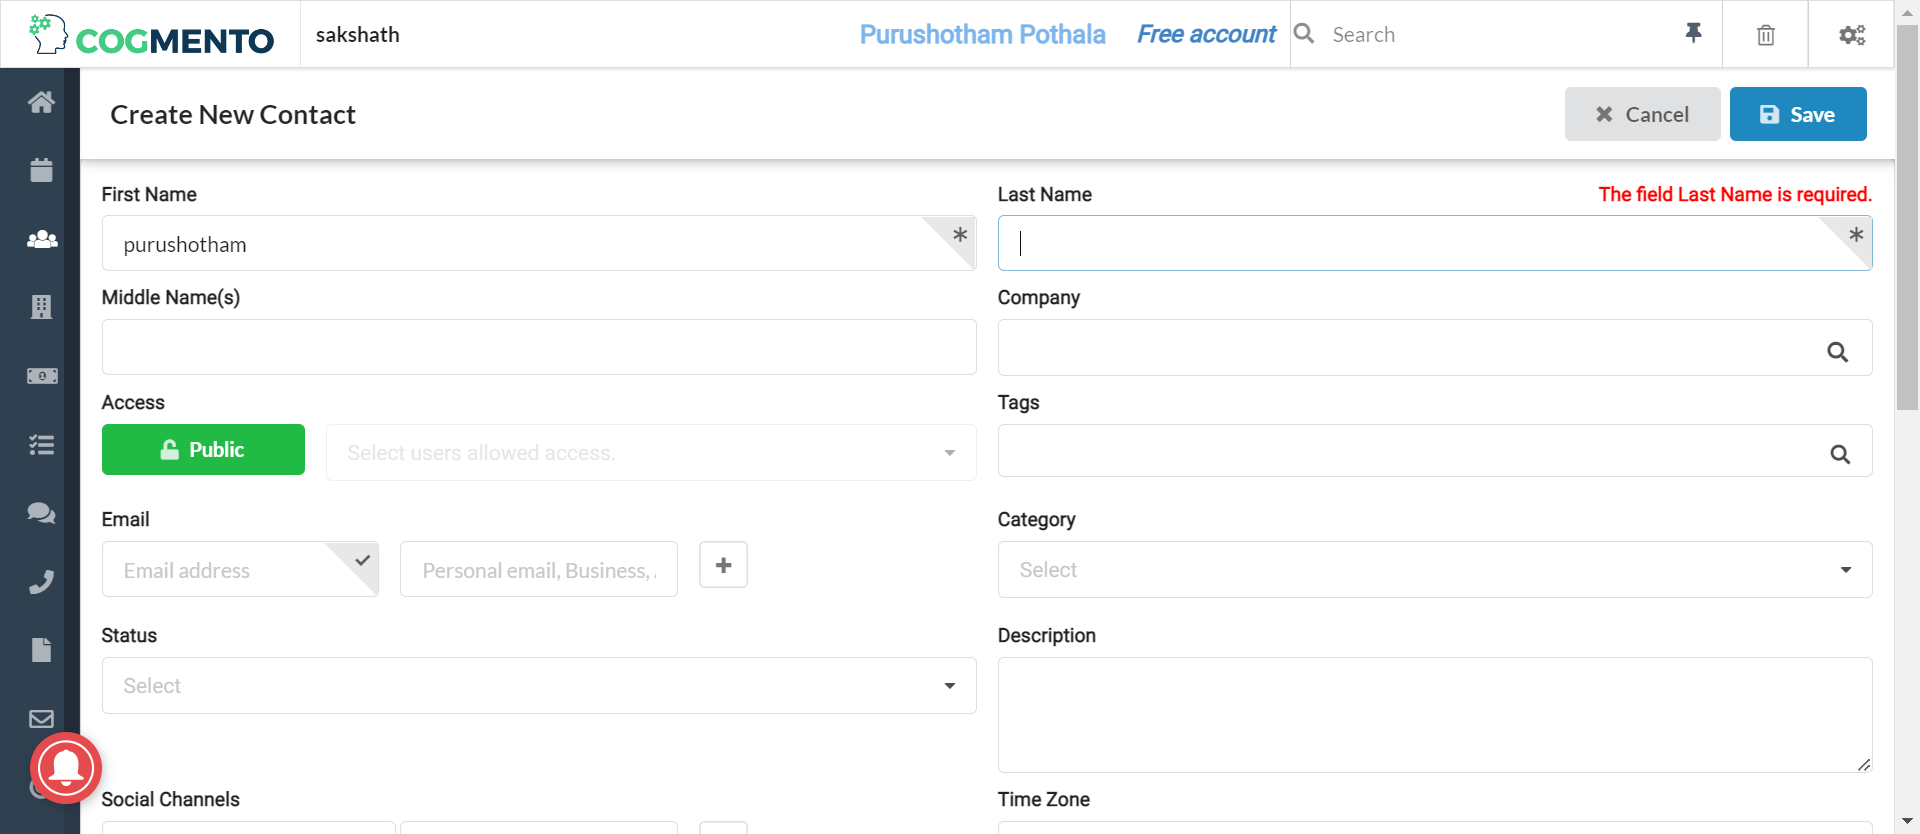 COGMENTO
sakshath
Purushotham Pothala
Free account
Search
Create New Contact
Cancel
Save
First Name
Last Name
The field Last Name is required.
purushotham
*
*
Middle Name(s)
Company
Access
Tags
Public
Select users allowed access.
Email
Category
Email address
Personal email, Business, .
Select
Status
Description
Select
Social Channels
Time Zone